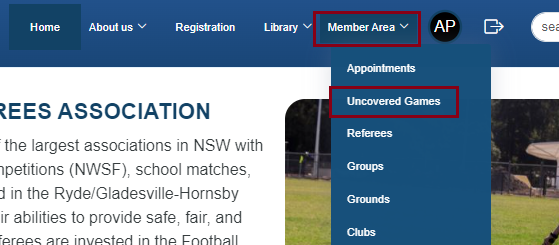 Home
About us
Registration
Library
Member Area
AP
sea
Appointments
Uncovered Games
Referees
Groups
Grounds
Clubs
REES ASSOCIATION
f the largest associations in NSW with
mpetitions (NWSF), school matches,
d in the Ryde/Gladesville-Hornsby
ir abilities to provide safe, fair, and
ferees are invested in the Football